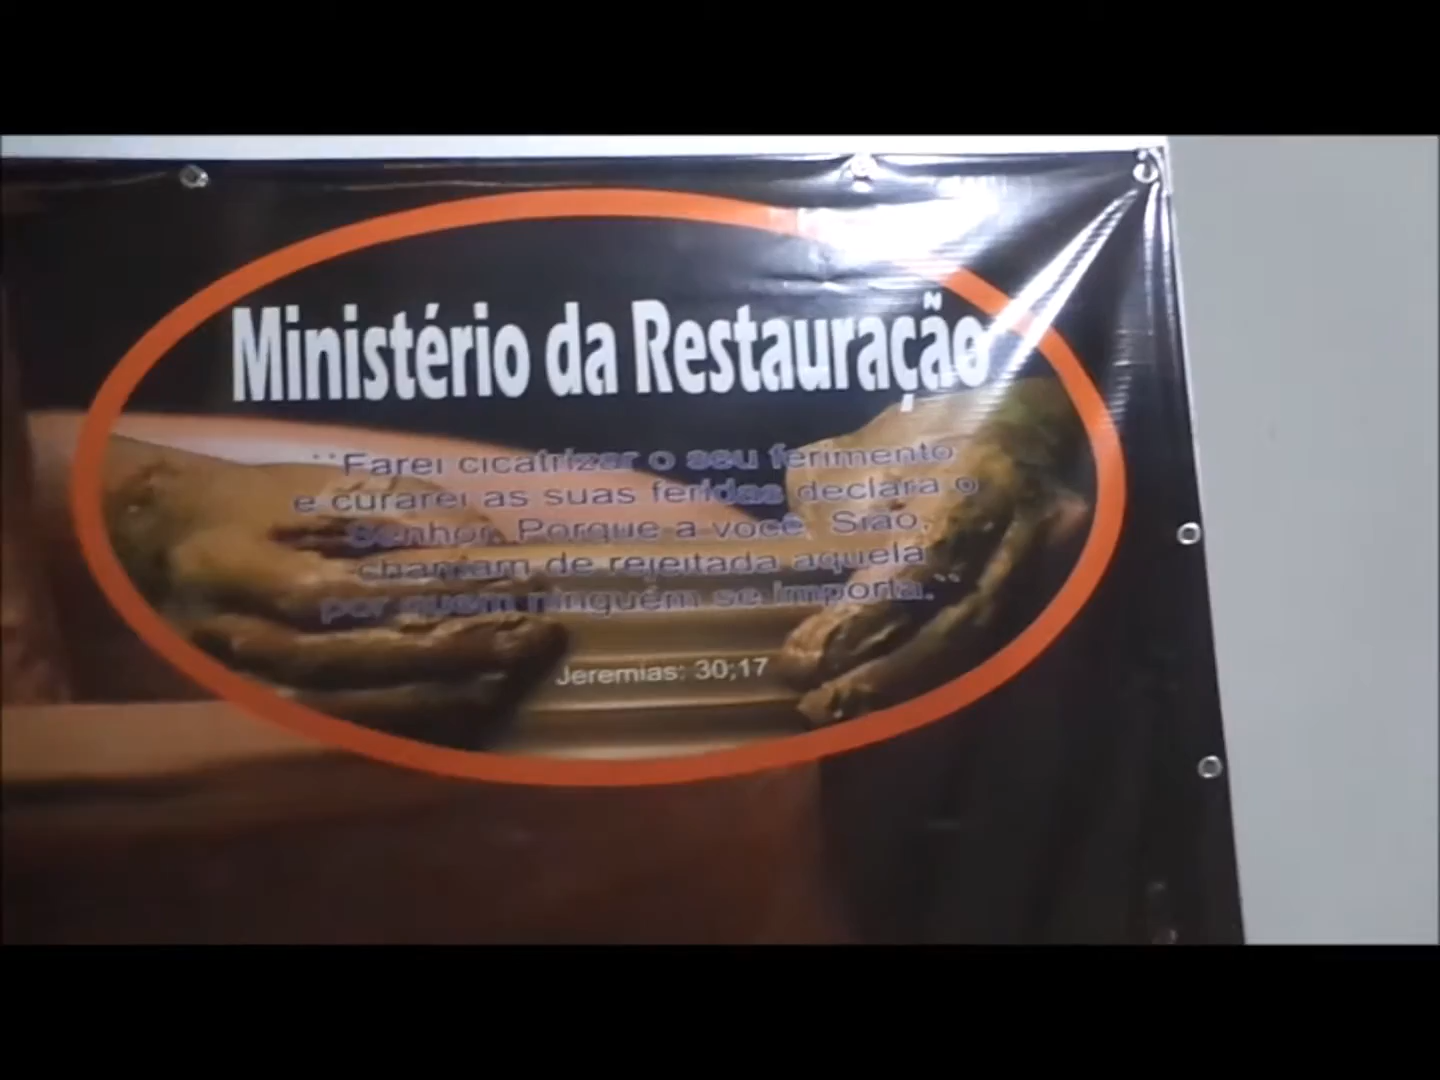 Ministério da Restauração
``Farei cicatrizar o seu ferimento
e curarei as suas feridas declara o
Senhor. Porque a você, Sião,
chamam de rejeitada aquela
por quem ninguém se importa.``
Jeremias: 30;17